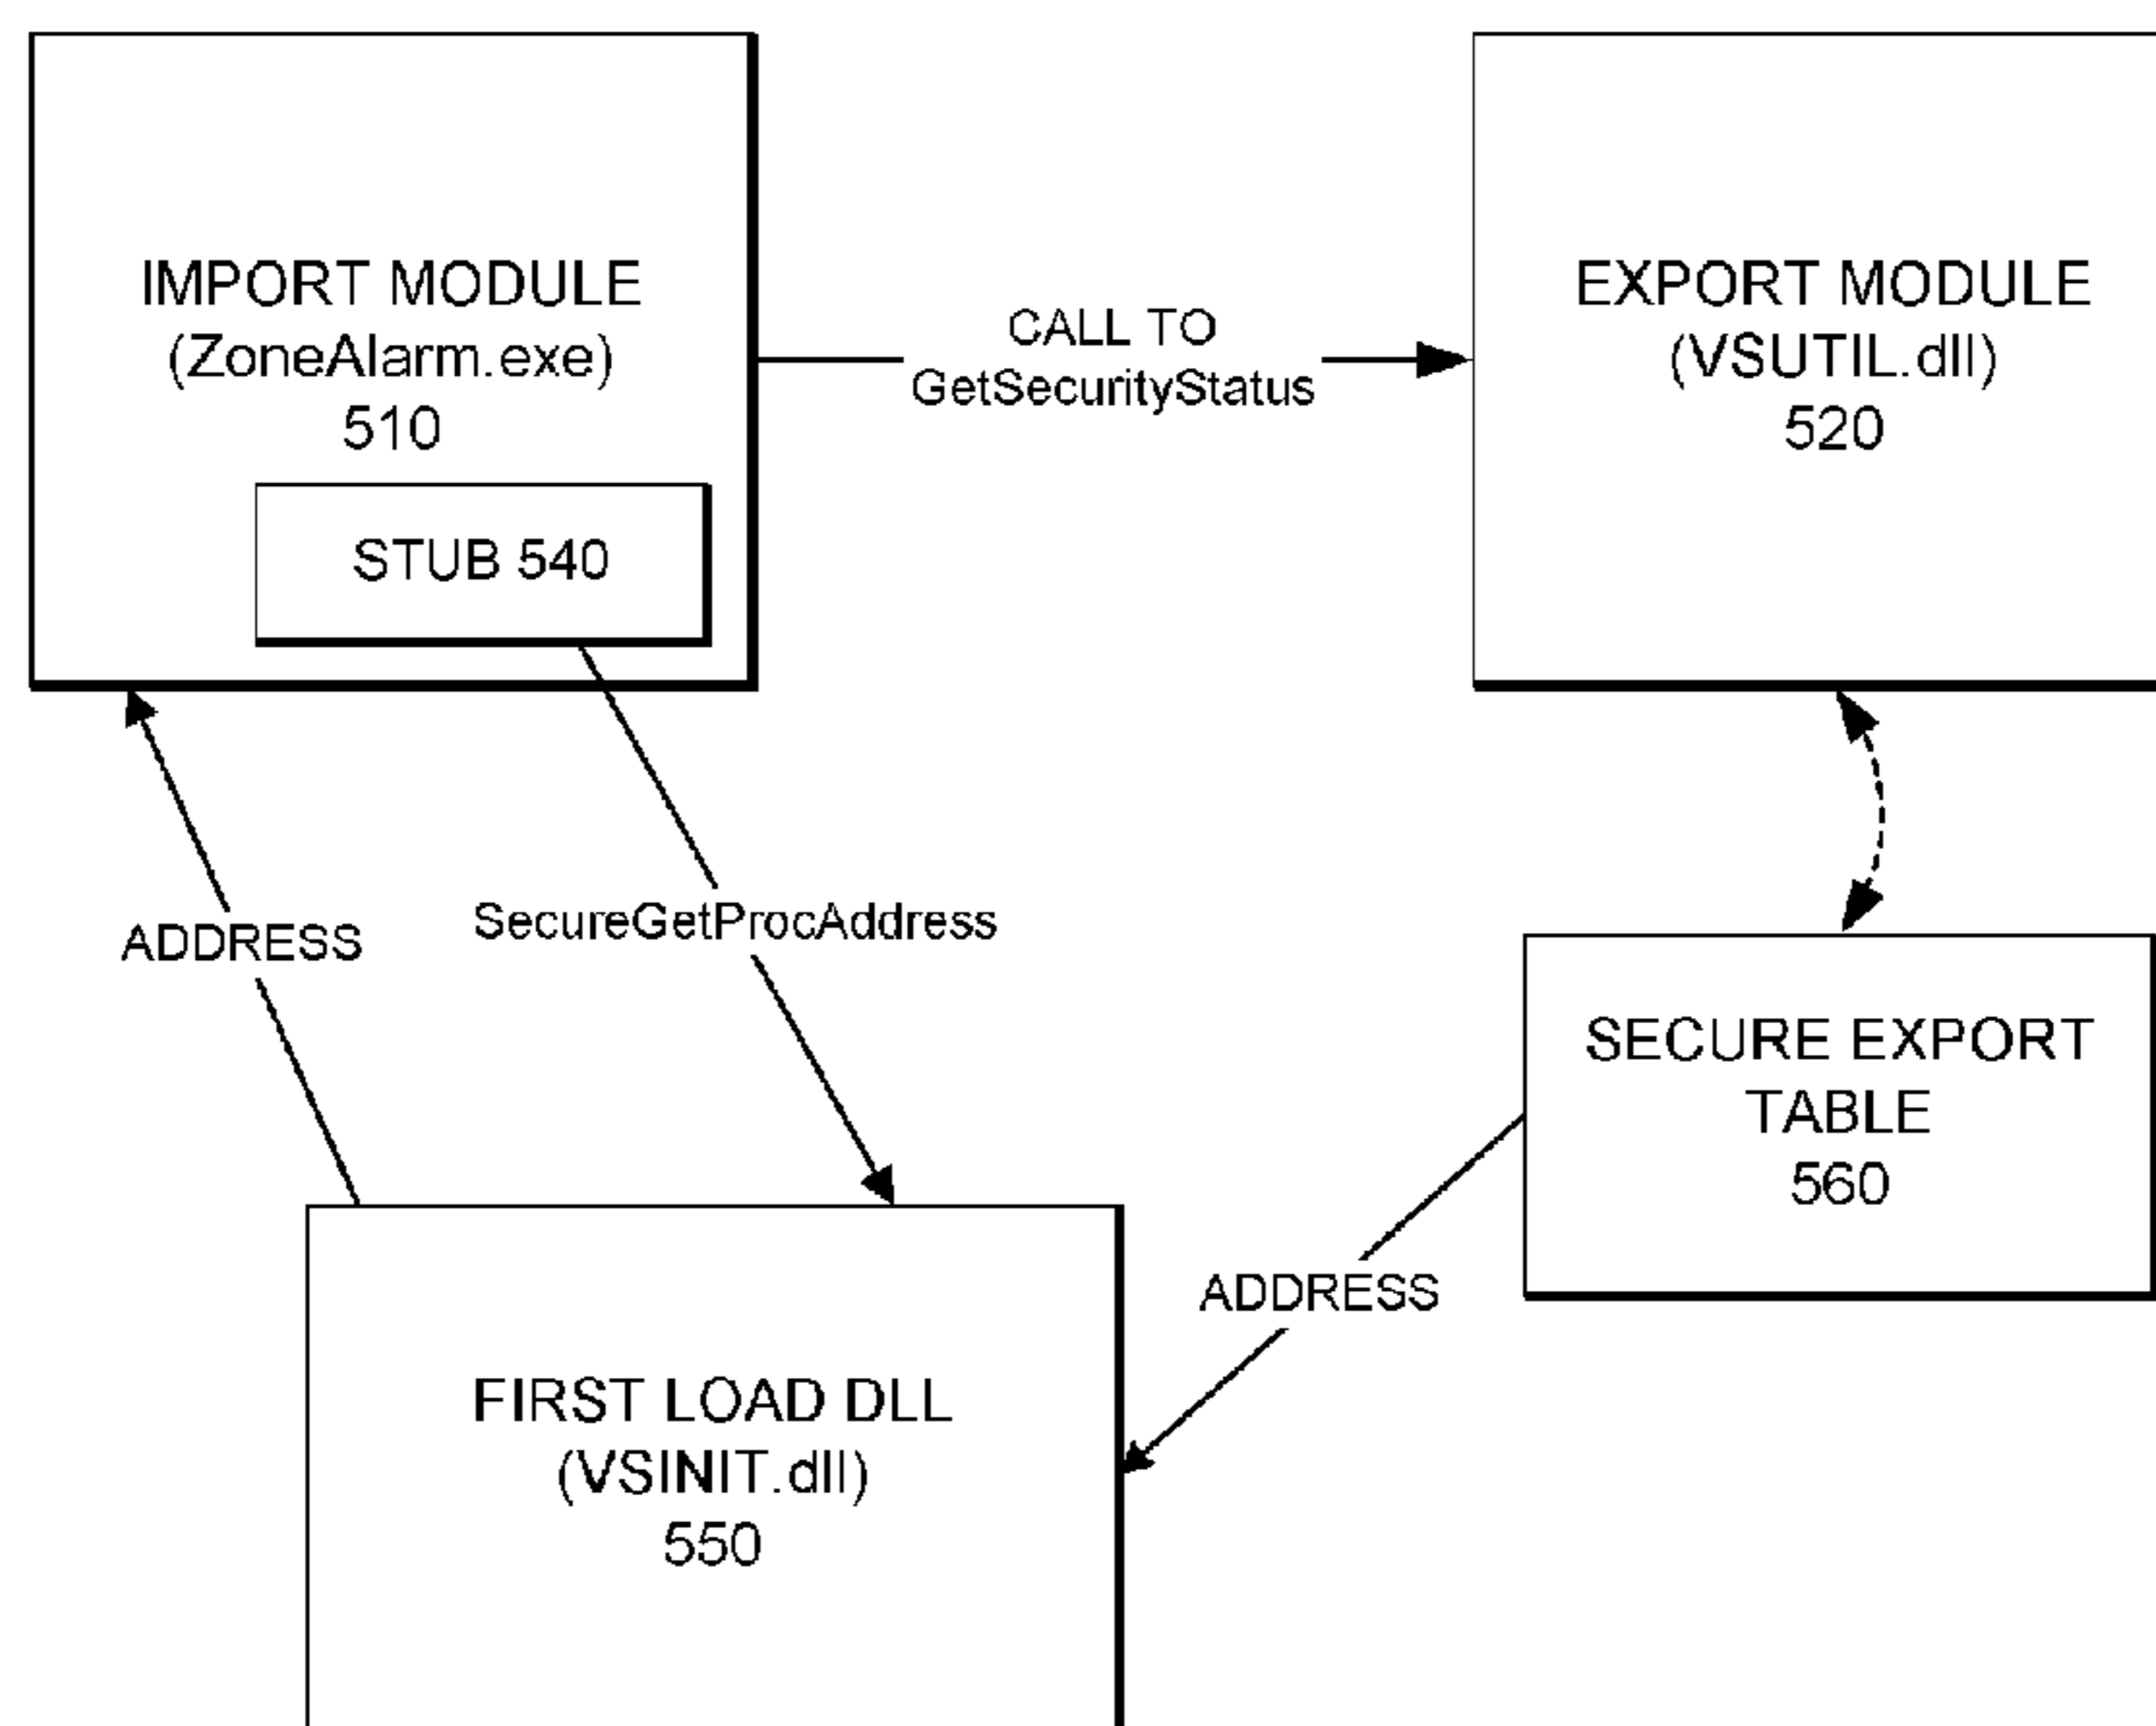 IMPORT MODULE
(ZoneAlarm.exe)
510
STUB 540
CALL TO
GetSecurityStatus
EXPORT MODULE
(VSUTIL.dll)
520
ADDRESS
SecureGetProcAddress
SECURE EXPORT
TABLE
560
ADDRESS
FIRST LOAD DLL
(VSINIT.dll)
550